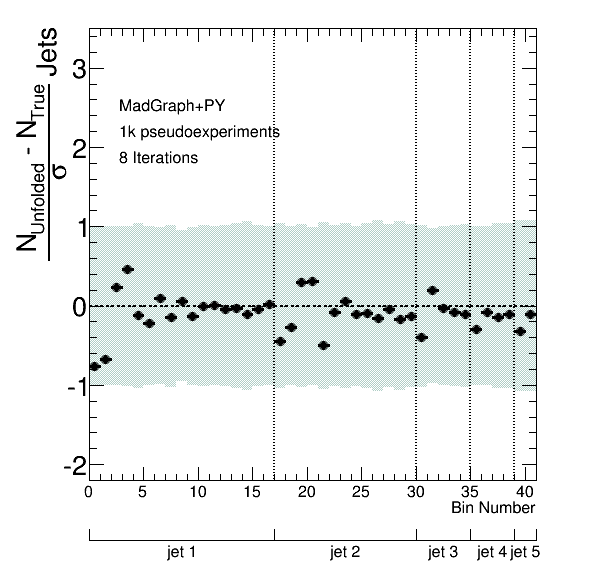 N_Unfolded - N_True Jets
σ
3
2
1
0
-1
-2
MadGraph+PY
1k pseudoexperiments
8 Iterations
0 5 10 15 20 25 30 35 40
Bin Number
jet 1 jet 2 jet 3 jet 4 jet 5